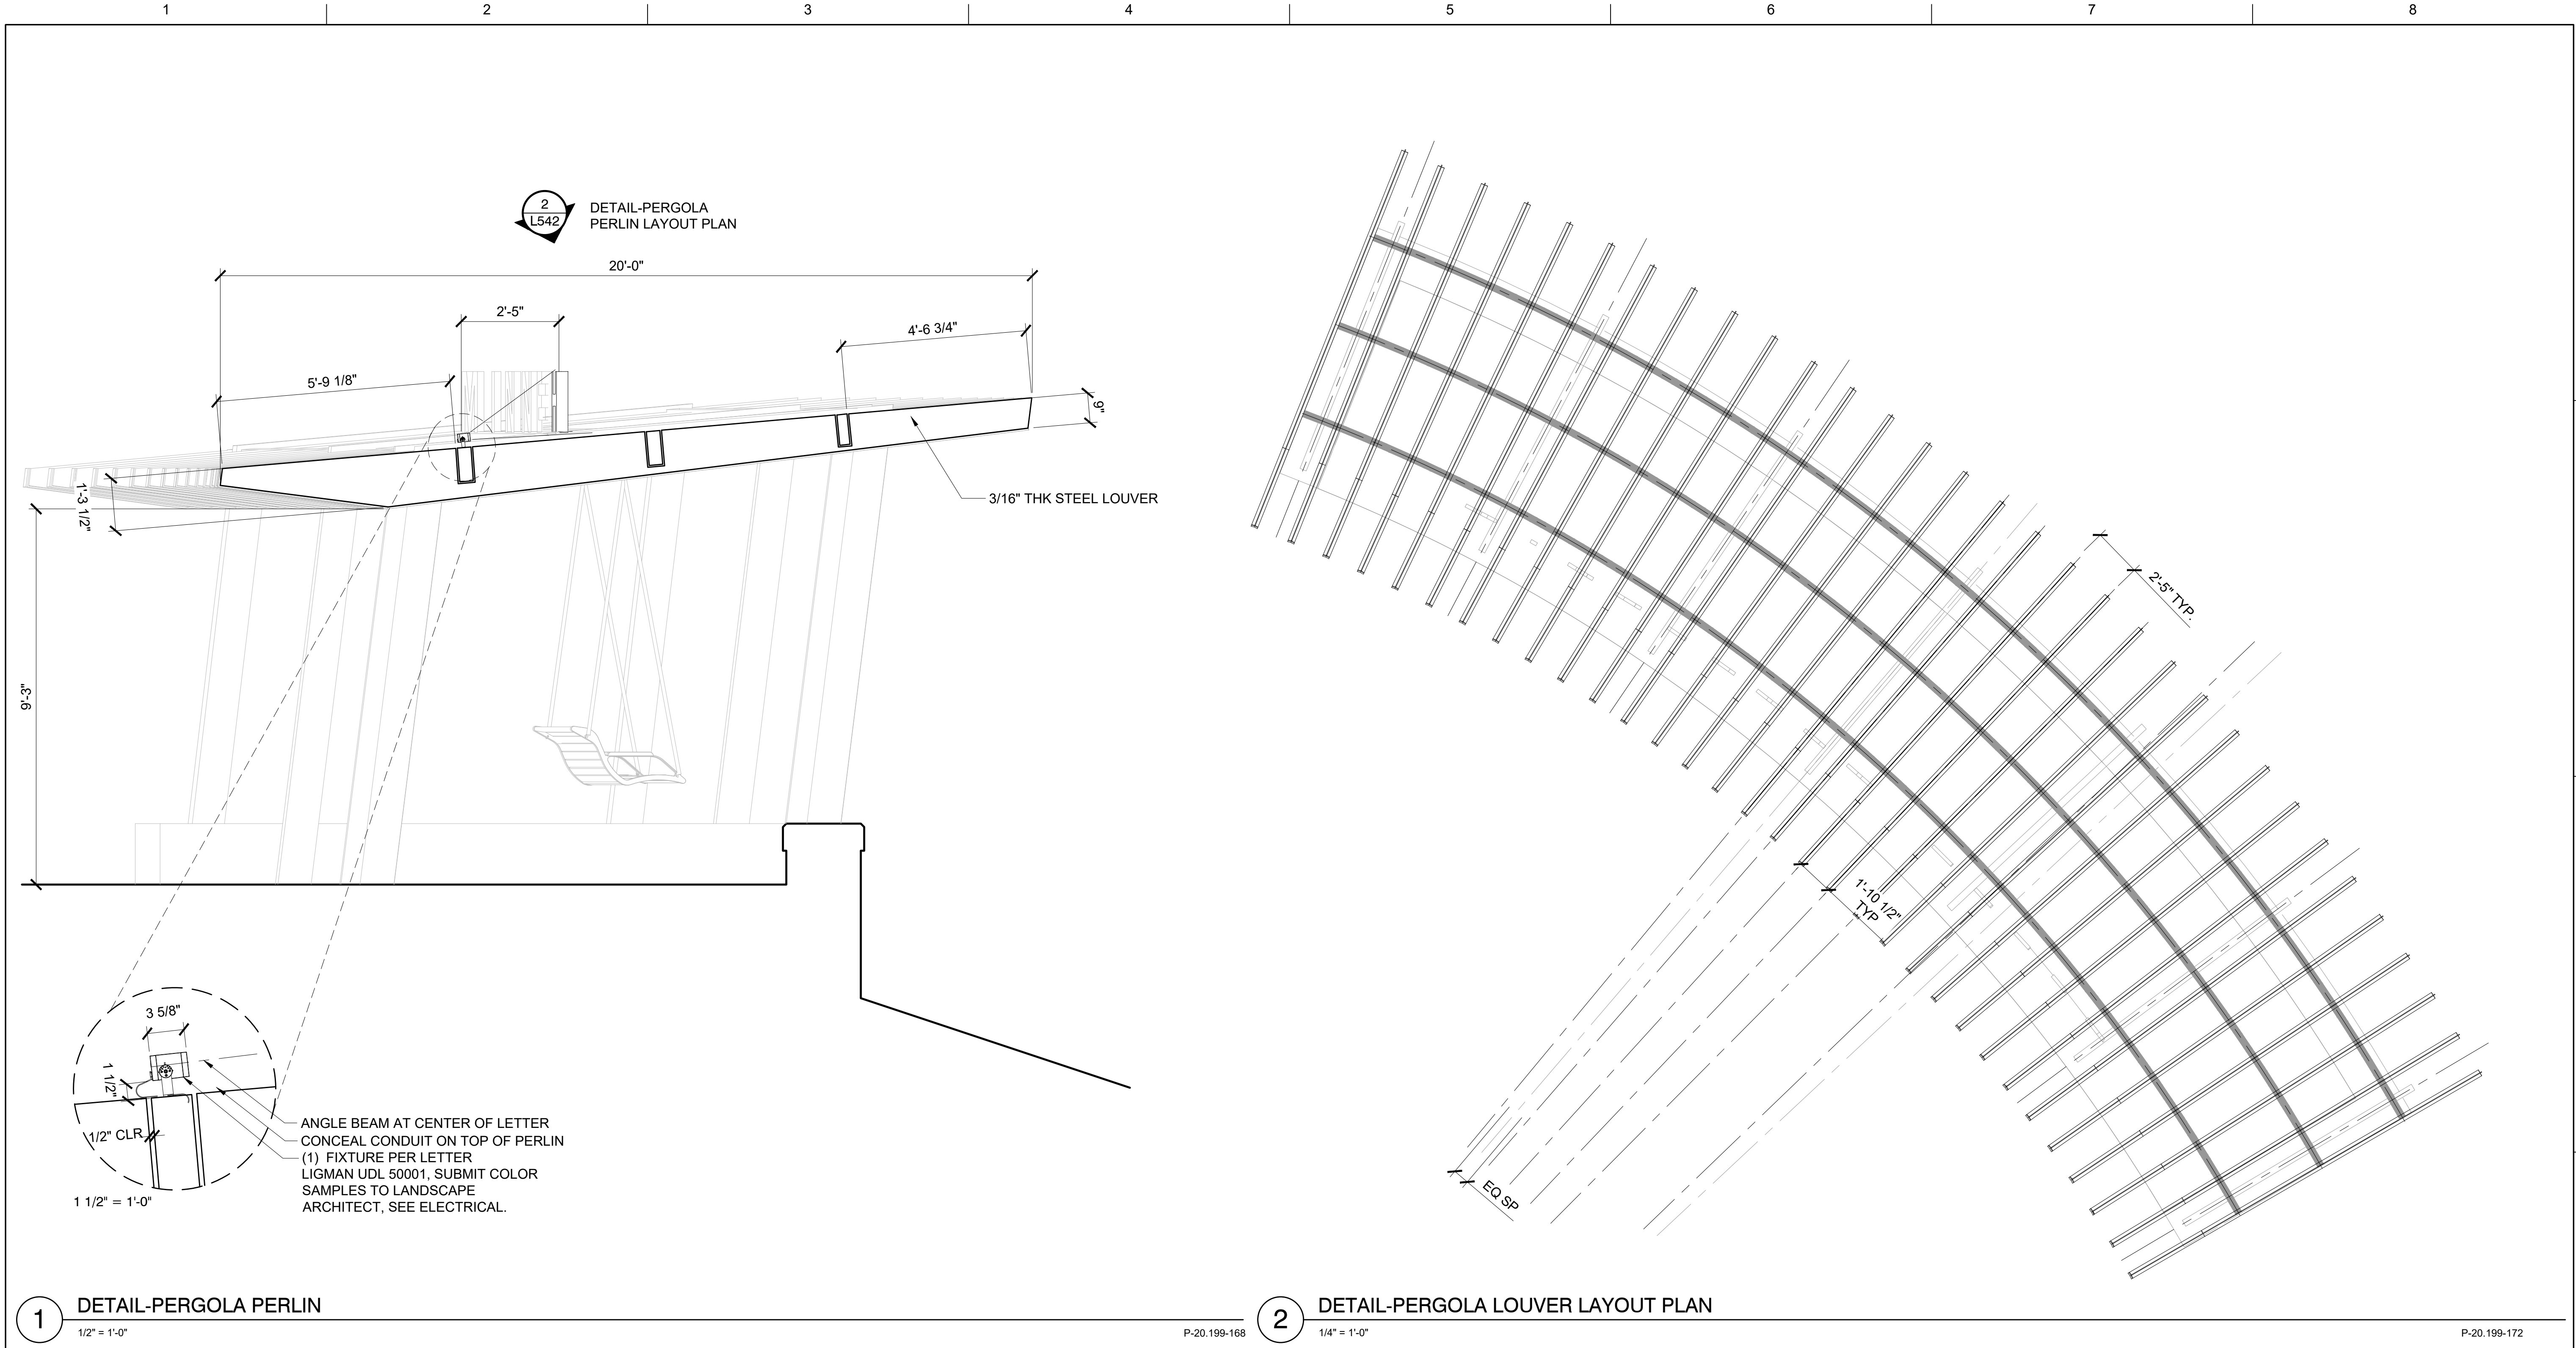 1 2 3 4 5 6 7 8
2
L542
DETAIL-PERGOLA
PERLIN LAYOUT PLAN
20'-0"
2'-5"
4'-6 3/4"
5'-9 1/8"
9"
1'-3 1/2"
3/16" THK STEEL LOUVER
9'-3"
3 5/8"
1 1/2"
1/2" CLR
ANGLE BEAM AT CENTER OF LETTER
CONCEAL CONDUIT ON TOP OF PERLIN
(1) FIXTURE PER LETTER
LIGMAN UDL 50001, SUBMIT COLOR
SAMPLES TO LANDSCAPE
ARCHITECT, SEE ELECTRICAL.
1 1/2" = 1'-0"
1
DETAIL-PERGOLA PERLIN
1/2" = 1'-0"
P-20.199-168
2'-5" TYP.
1'-10 1/2"
TYP
EQ SP
2
DETAIL-PERGOLA LOUVER LAYOUT PLAN
1/4" = 1'-0"
P-20.199-172